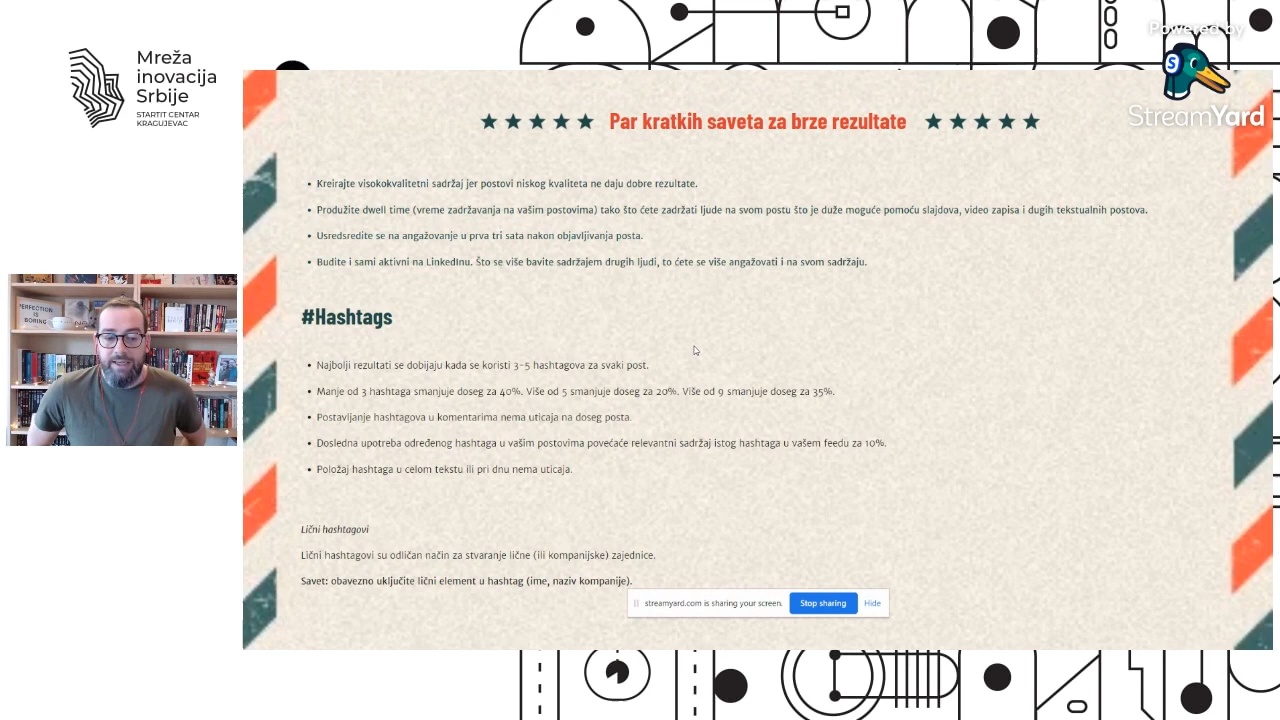 Mreža
inovacija
Srbije
STARTIT CENTAR
KRAGUJEVAC
Powered by
S
StreamYard
Par kratkih saveta za brze rezultate
• Kreirajte visokokvalitetni sadržaj jer postovi niskog kvaliteta ne daju dobre rezultate.
• Produžite dwell time (vreme zadržavanja na vašim postovima) tako što ćete zadržati ljude na svom postu što je duže moguće pomoću slajdova, video zapisa i dugih tekstualnih postova.
• Usredsredite se na angažovanje u prva tri sata nakon objavljivanja posta.
• Budite i sami aktivni na LinkedInu. Što se više bavite sadržajem drugih ljudi, to ćete se više angažovati i na svom sadržaju.
#Hashtags
• Najbolji rezultati se dobijaju kada se koristi 3-5 hashtagova za svaki post.
• Manje od 3 hashtaga smanjuje doseg za 40%. Više od 5 smanjuje doseg za 20%. Više od 9 smanjuje doseg za 35%.
• Postavljanje hashtagova u komentarima nema uticaja na doseg posta.
• Dosledna upotreba određenog hashtaga u vašim postovima povećaće relevantni sadržaj istog hashtaga u vašem feedu za 10%.
• Položaj hashtaga u celom tekstu ili pri dnu nema uticaja.
Lični hashtagovi
Lični hashtagovi su odličan način za stvaranje lične (ili kompanijske) zajednice.
Savet: obavezno uključite lični element u hashtag (ime, naziv kompanije).
streamyard.com is sharing your screen. Stop sharing Hide
PERFECTION
IS
BORING